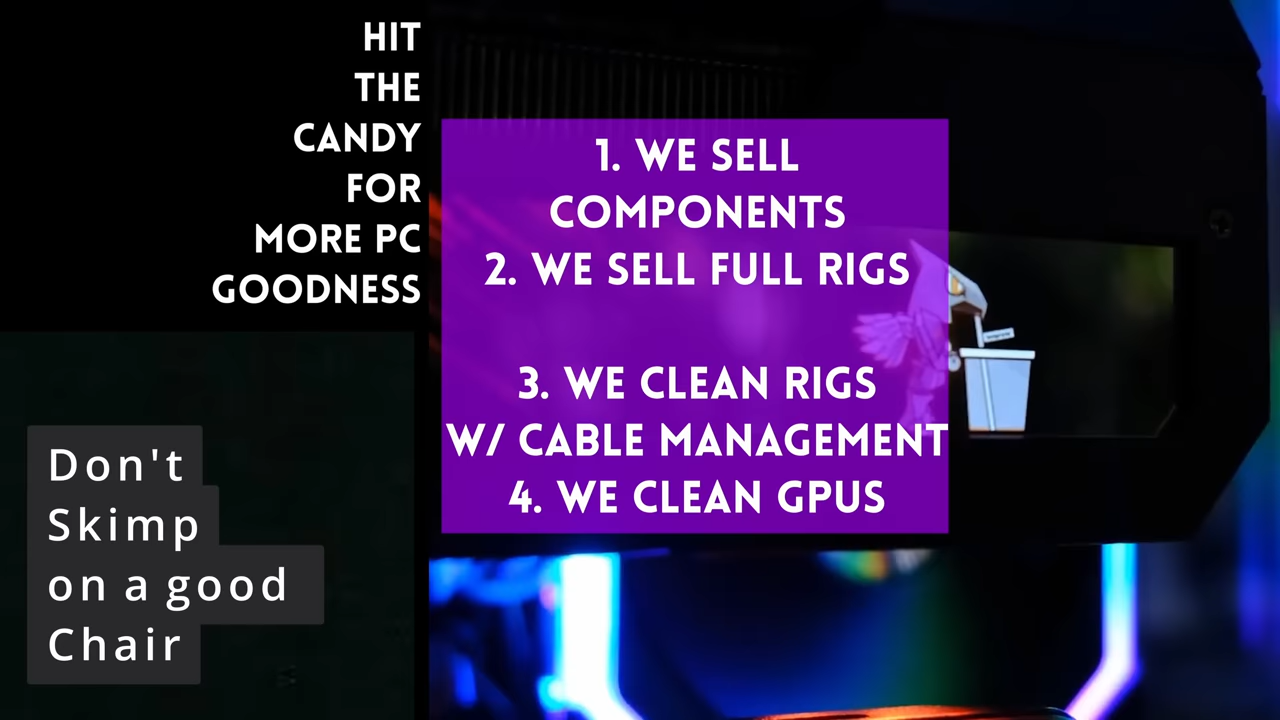 HIT
THE
CANDY
FOR
MORE PC
GOODNESS
1. WE SELL
COMPONENTS
2. WE SELL FULL RIGS
3. WE CLEAN RIGS
W/ CABLE MANAGEMENT
4. WE CLEAN GPUS
Don't
Skimp
on a good
Chair